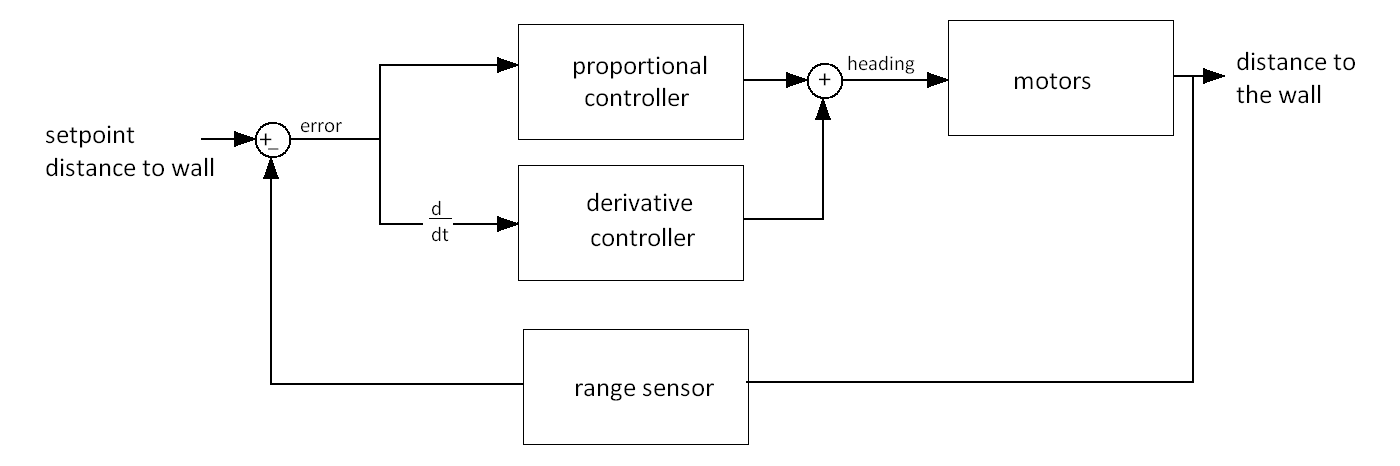 setpoint
distance to wall
+
−
error
proportional
controller
d
dt
derivative
controller
+
heading
motors
distance to
the wall
range sensor